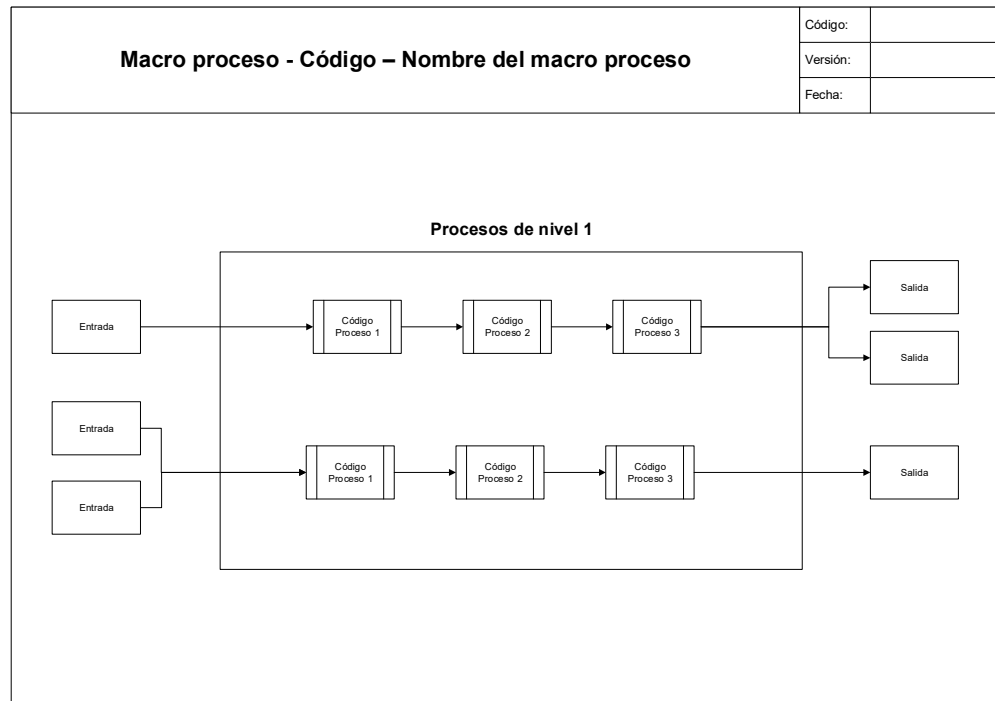 Macro proceso - Código – Nombre del macro proceso
Código:
Versión:
Fecha:
Procesos de nivel 1
Entrada
Código
Proceso 1
Código
Proceso 2
Código
Proceso 3
Salida
Salida
Entrada
Entrada
Código
Proceso 1
Código
Proceso 2
Código
Proceso 3
Salida